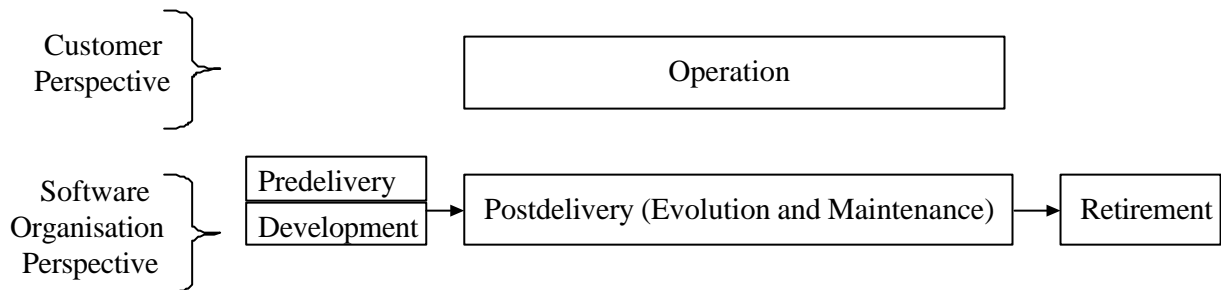 Customer
Perspective
Operation
Software
Organisation
Perspective
Predelivery
Development
Postdelivery (Evolution and Maintenance)
Retirement